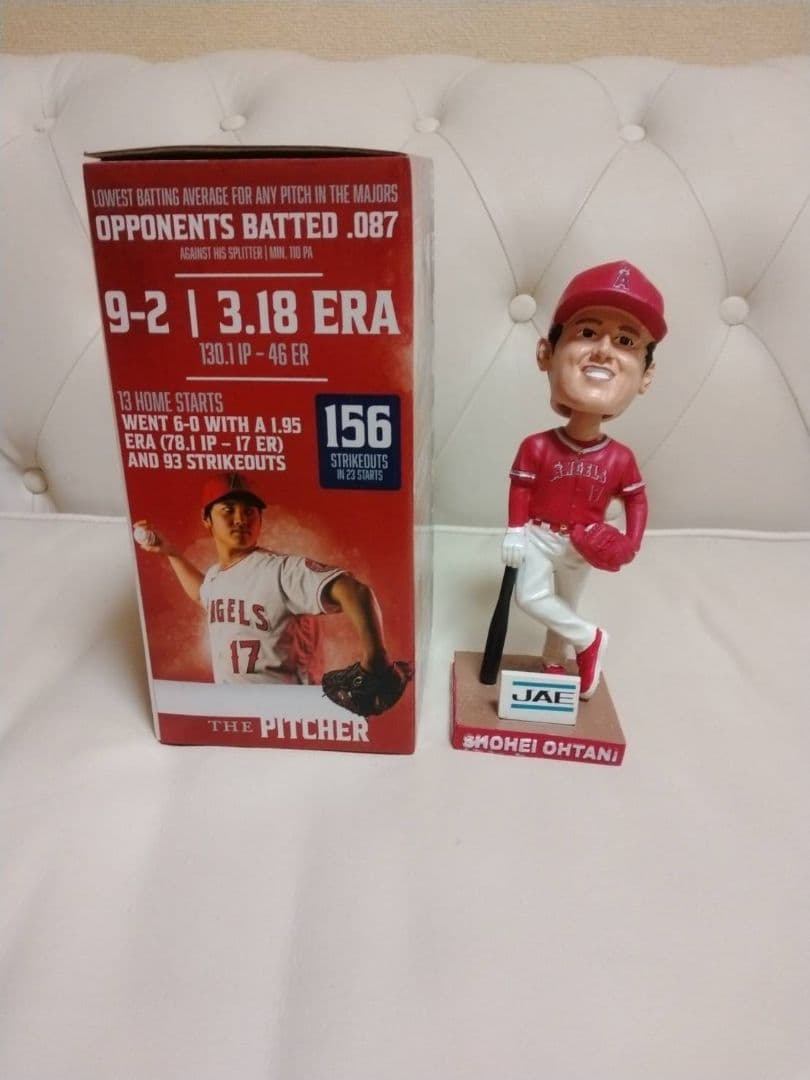 LOWEST BATTING AVERAGE FOR ANY PITCH IN THE MAJORS
OPPONENTS BATTED .087
AGAINST HIS SPLITTER | MIN. 110 PA
9-2 | 3.18 ERA
130.1 IP – 46 ER
13 HOME STARTS
WENT 6-0 WITH A 1.95
ERA (78.1 IP – 17 ER)
AND 93 STRIKEOUTS
156
STRIKEOUTS
IN 23 STARTS
ANGELS
17
THE PITCHER
A
ANGELS
17
JAE
SHOHEI OHTANI